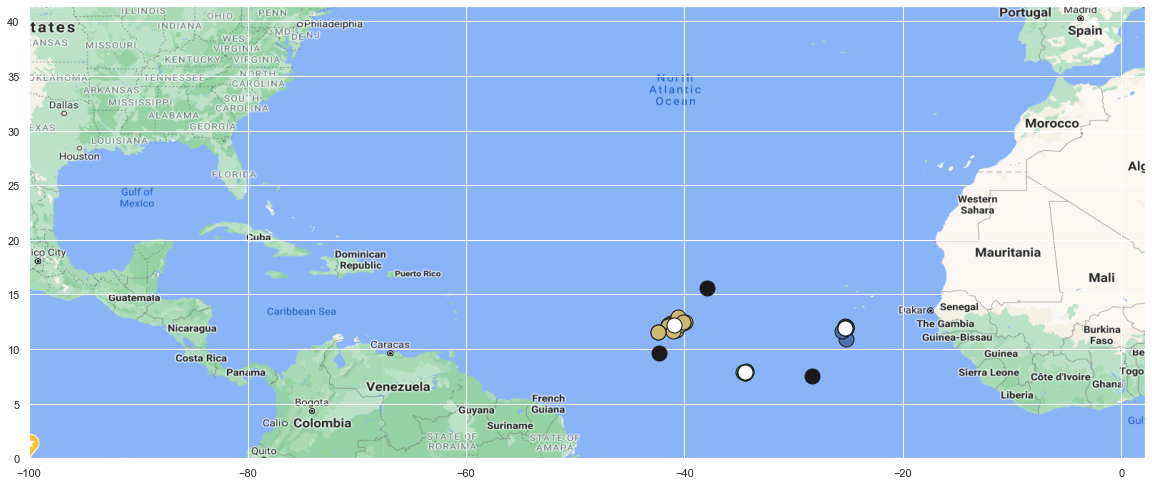 ILLINOIS
OHIO
PENN
Philadelphia
Portugal
Madrid
40
tates
INDIANA
MD
DE
NJ
Spain
KANSAS
MISSOURI
WEST
VIRGINIA
KENTUCKY
VIRGINIA
35
OKLAHOMA
TENNESSEE
NORTH
CAROLINA
North
Atlantic
Ocean
ARKANSAS
MISSISSIPPI
SOUTH
CAROLINA
Dallas
ALABAMA
GEORGIA
Morocco
30
EXAS
LOUISIANA
Houston
Alg
25
FLORIDA
Gulf of
Mexico
Western
Sahara
20
Cuba
ico City
Dominican
Republic
Puerto Rico
Mauritania
Mali
15
Guatemala
Caribbean Sea
Dakar
Senegal
Nicaragua
The Gambia
Guinea-Bissau
Burkina
Faso
10
Costa Rica
Caracas
Guinea
Be
Panama
Venezuela
Sierra Leone
Côte d'Ivoire
Togo
Ghana
5
Bogota
Guyana
French
Guiana
Liberia
Cali
Colombia
Suriname
Gulf
STATE OF
RORAIMA
STATE OF
AMAPA
Quito
0
−100
−80
−60
−40
−20
0